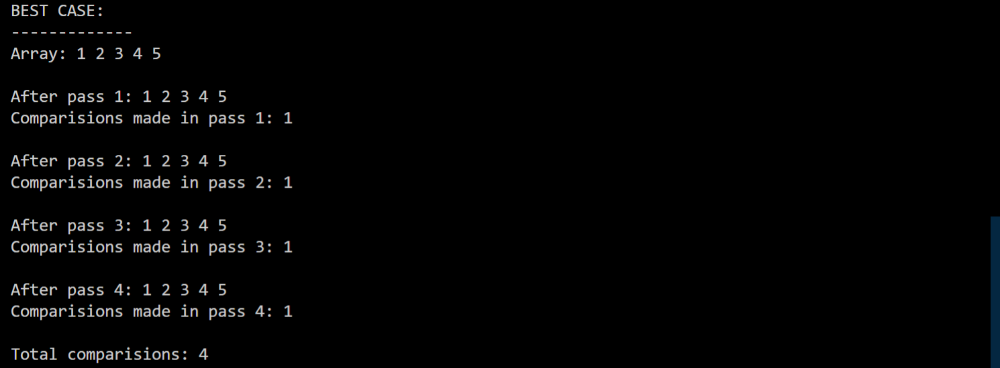 BEST CASE:
-------------
Array: 1 2 3 4 5
After pass 1: 1 2 3 4 5
Comparisions made in pass 1: 1
After pass 2: 1 2 3 4 5
Comparisions made in pass 2: 1
After pass 3: 1 2 3 4 5
Comparisions made in pass 3: 1
After pass 4: 1 2 3 4 5
Comparisions made in pass 4: 1
Total comparisions: 4